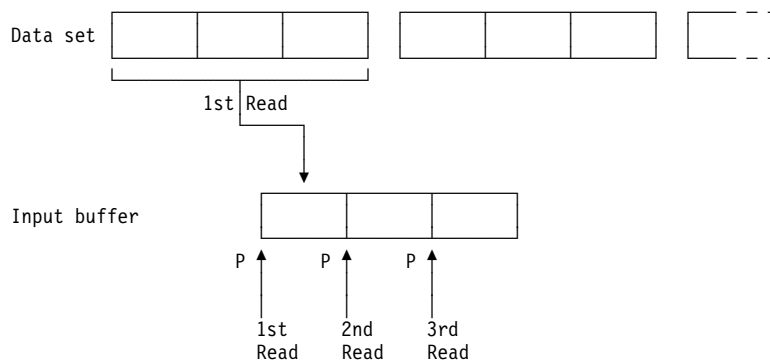 Data set
1st Read
Input buffer
P P P
1st 2nd 3rd
Read Read Read